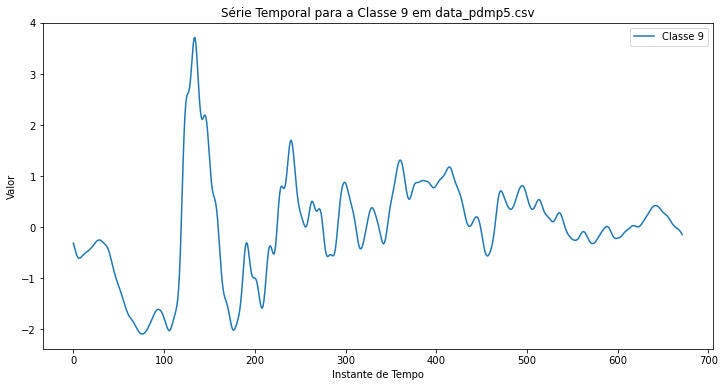 Série Temporal para a Classe 9 em data_pdmp5.csv
Classe 9
Valor
4
3
2
1
0
−1
−2
0 100 200 300 400 500 600 700
Instante de Tempo